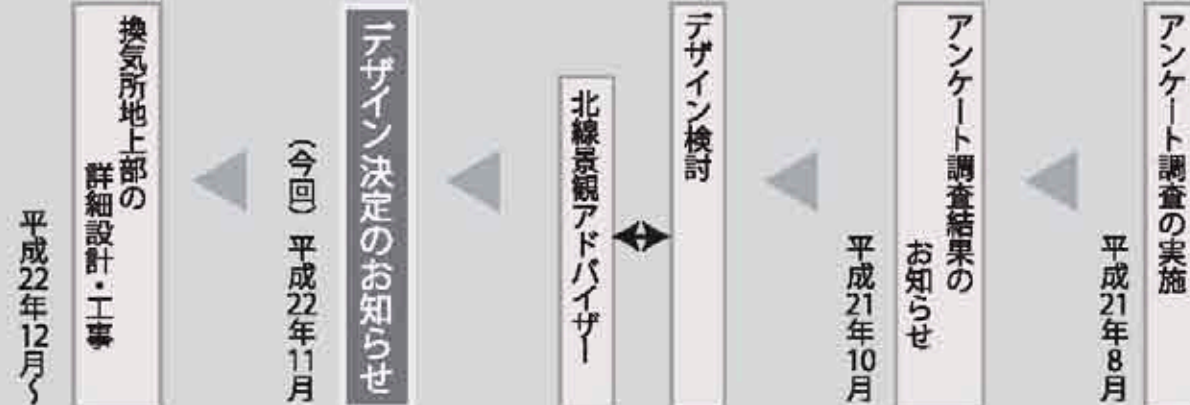 アンケート調査の実施
平成21年8月
アンケート調査結果の
お知らせ
平成21年10月
デザイン検討
北線景観アドバイザー
デザイン決定のお知らせ
（今回）平成22年11月
換気所地上部の
詳細設計・工事
平成22年12月〜